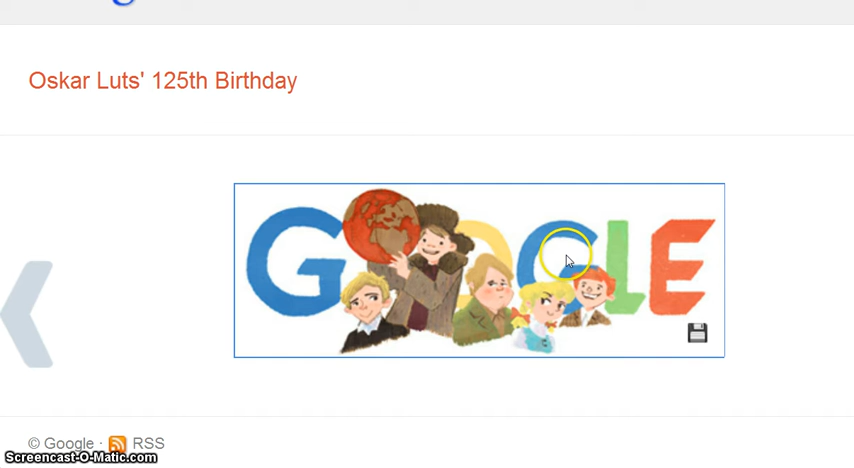 Oskar Luts' 125th Birthday
GOOGLE
© Google · RSS
Screencast-O-Matic.com